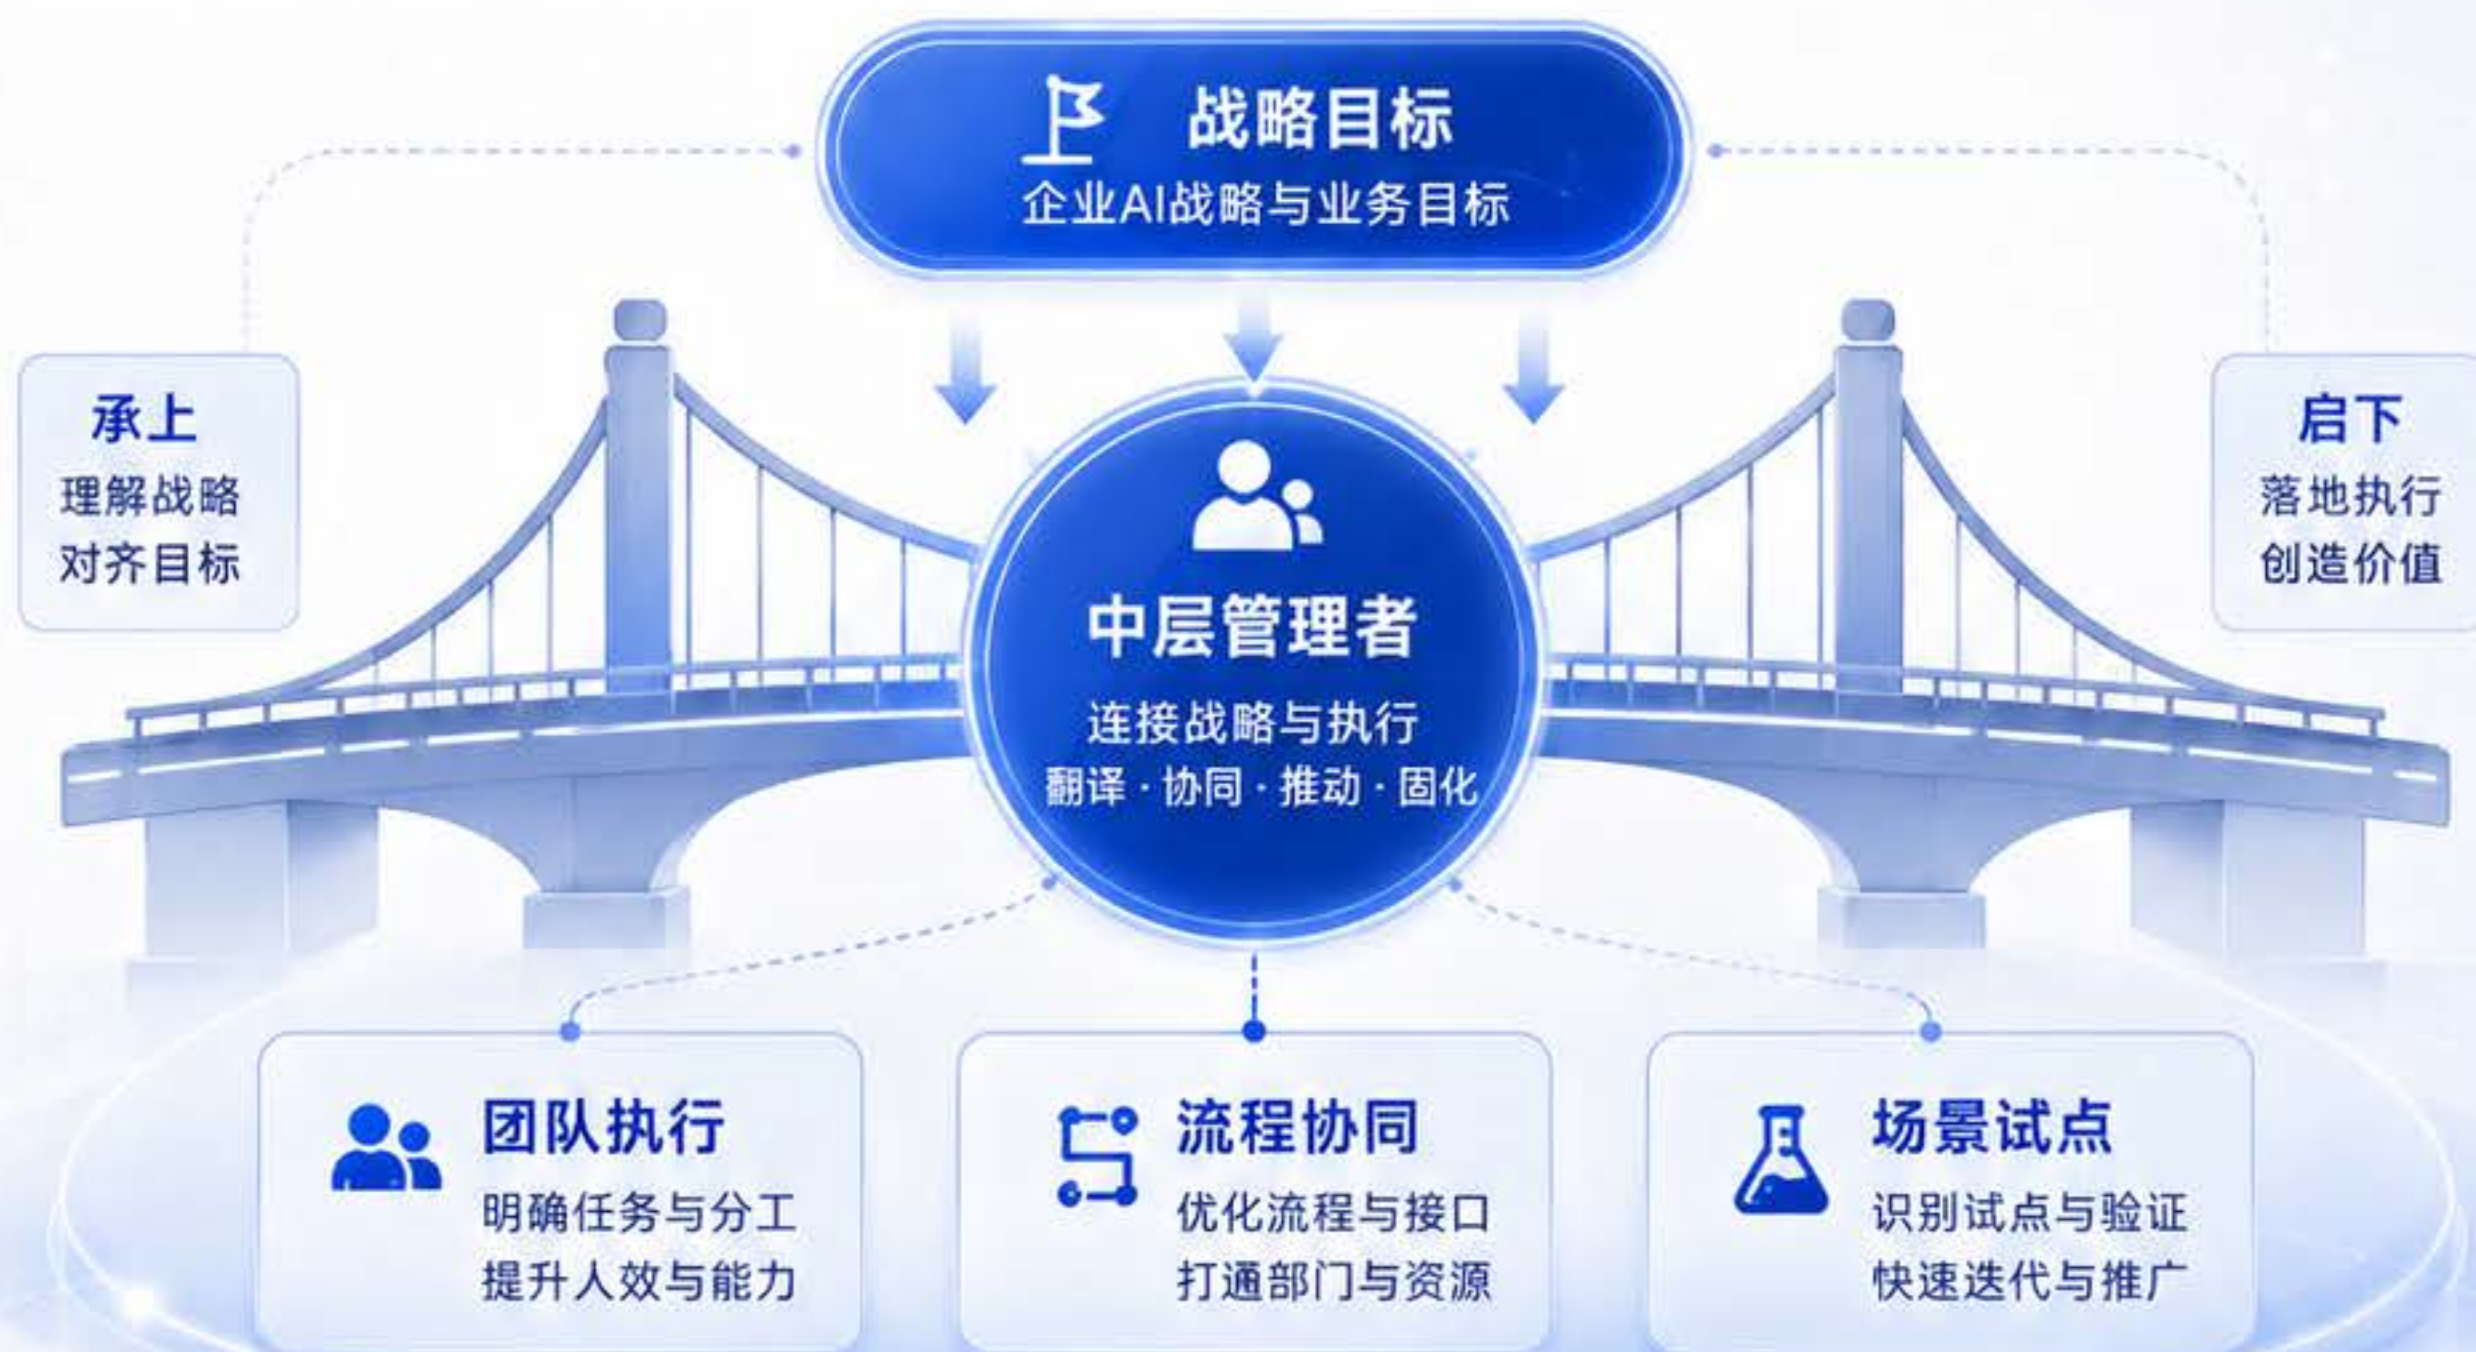 战略目标
企业AI战略与业务目标
承上
理解战略
对齐目标
启下
落地执行
创造价值
中层管理者
连接战略与执行
翻译·协同·推动·固化
团队执行
明确任务与分工
提升人效与能力
流程协同
优化流程与接口
打通部门与资源
场景试点
识别试点与验证
快速迭代与推广